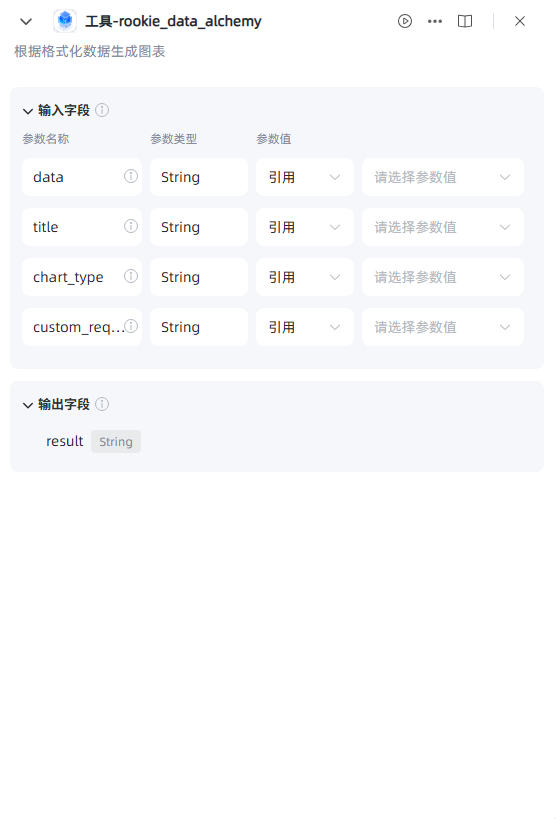 工具-rookie_data_alchemy
根据格式化数据生成图表
输入字段
参数名称 参数类型 参数值
data String 引用 请选择参数值
title String 引用 请选择参数值
chart_type String 引用 请选择参数值
custom_req... String 引用 请选择参数值
输出字段
result String